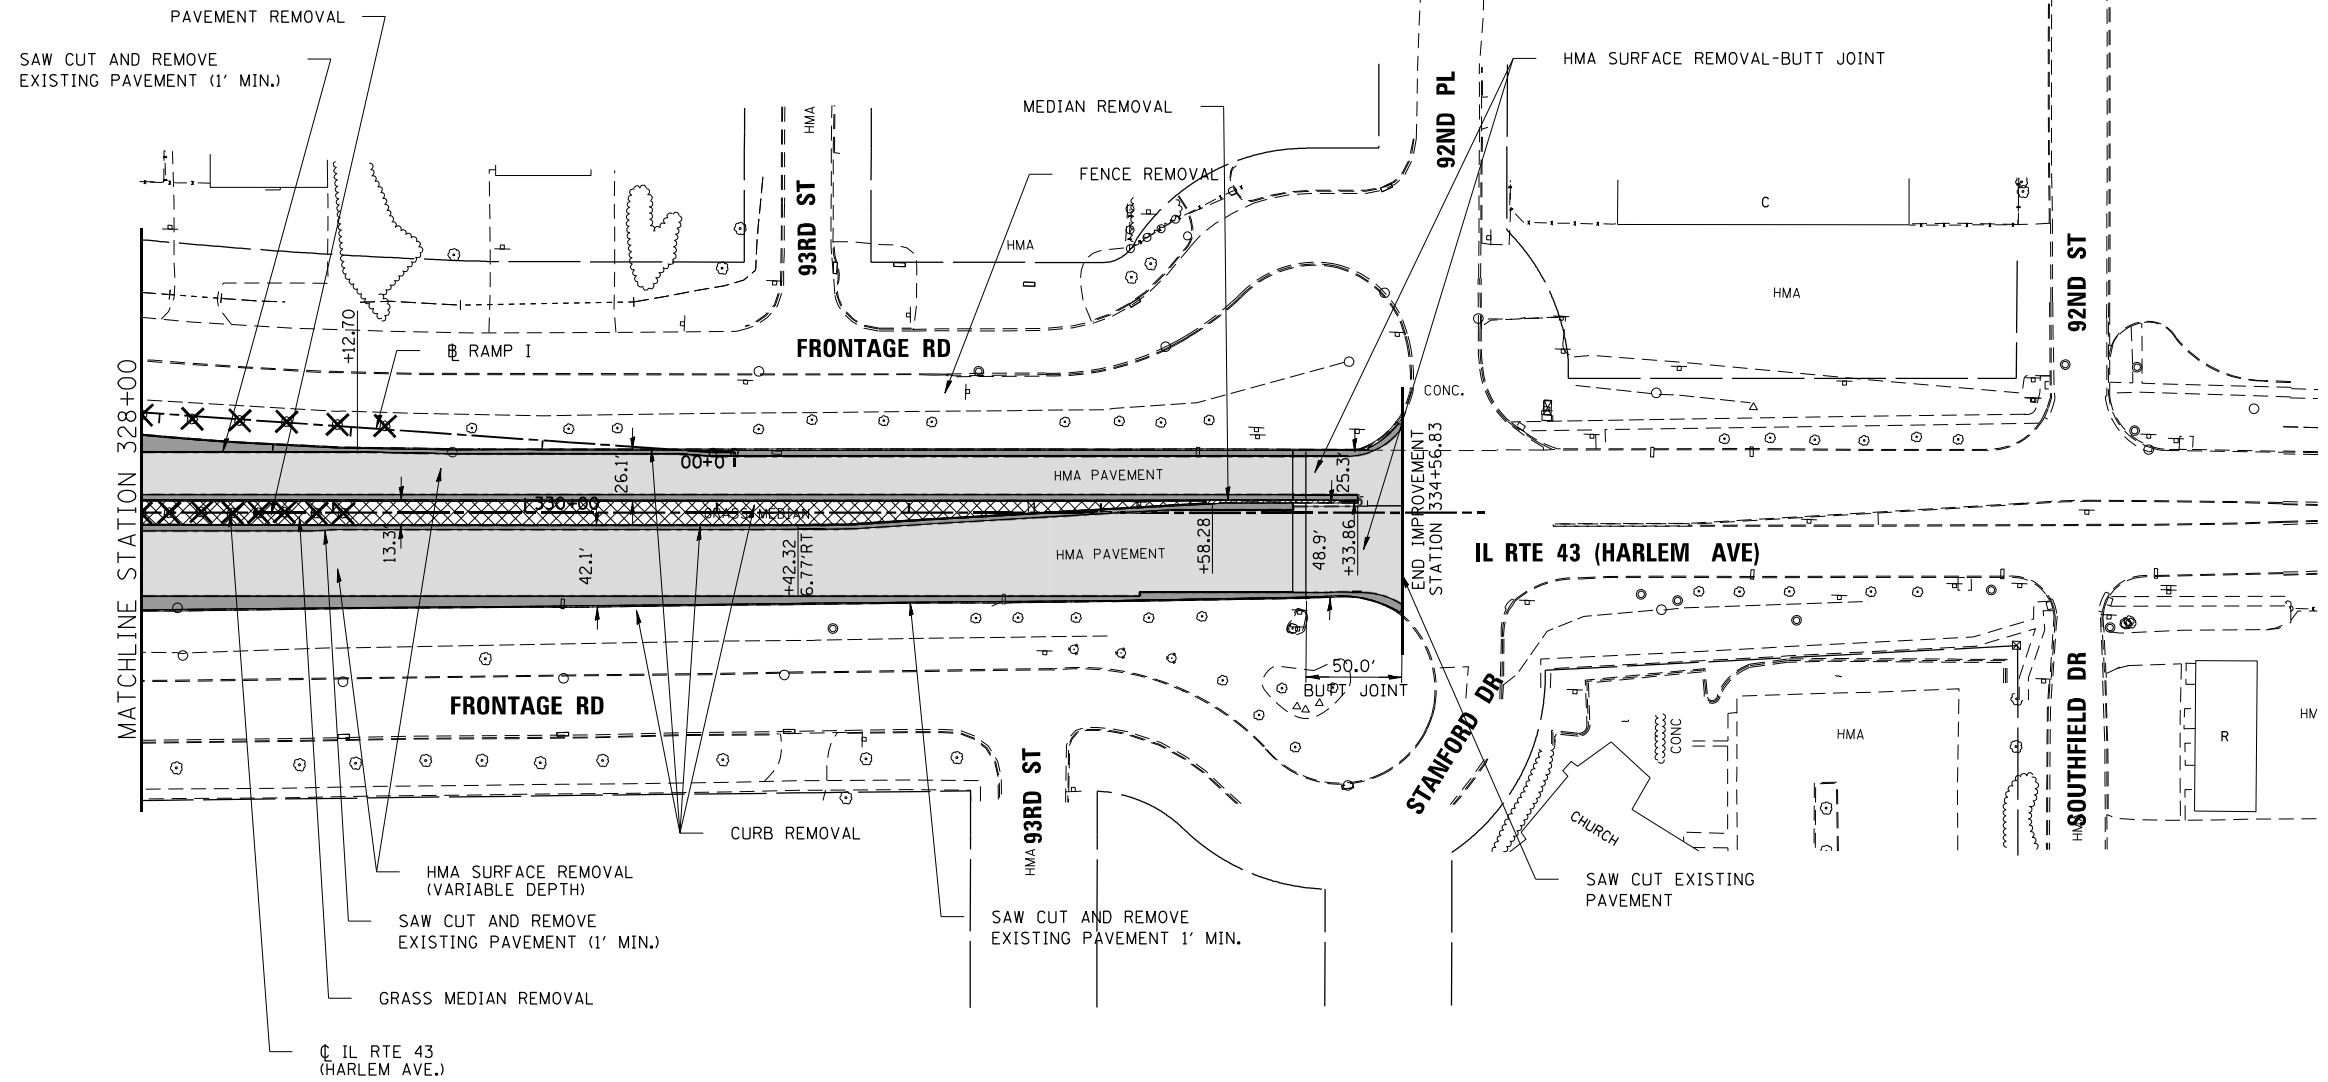 PAVEMENT REMOVAL
SAW CUT AND REMOVE
EXISTING PAVEMENT (1' MIN.)
HMA SURFACE REMOVAL-BUTT JOINT
MEDIAN REMOVAL
FENCE REMOVAL
HMA
93RD ST
92ND PL
HMA
C
HMA
92ND ST
+12.70
℄ RAMP I
FRONTAGE RD
MATCHLINE STATION 328+00
CONC.
END IMPROVEMENT
STATION 334+56.83
26.1'
00+0
HMA PAVEMENT
25.3'
330+00
GRASS MEDIAN
13.3'
42.1'
+42.32
6.77'RT
HMA PAVEMENT
+58.28
48.9'
+33.86
IL RTE 43 (HARLEM AVE)
50.0'
BUTT JOINT
FRONTAGE RD
93RD ST
HMA
STANFORD DR
CONC
HMA
SOUTHFIELD DR
HMA
R
HM
CHURCH
CURB REMOVAL
HMA SURFACE REMOVAL
(VARIABLE DEPTH)
SAW CUT AND REMOVE
EXISTING PAVEMENT (1' MIN.)
SAW CUT AND REMOVE
EXISTING PAVEMENT 1' MIN.
SAW CUT EXISTING
PAVEMENT
GRASS MEDIAN REMOVAL
℄ IL RTE 43
(HARLEM AVE.)